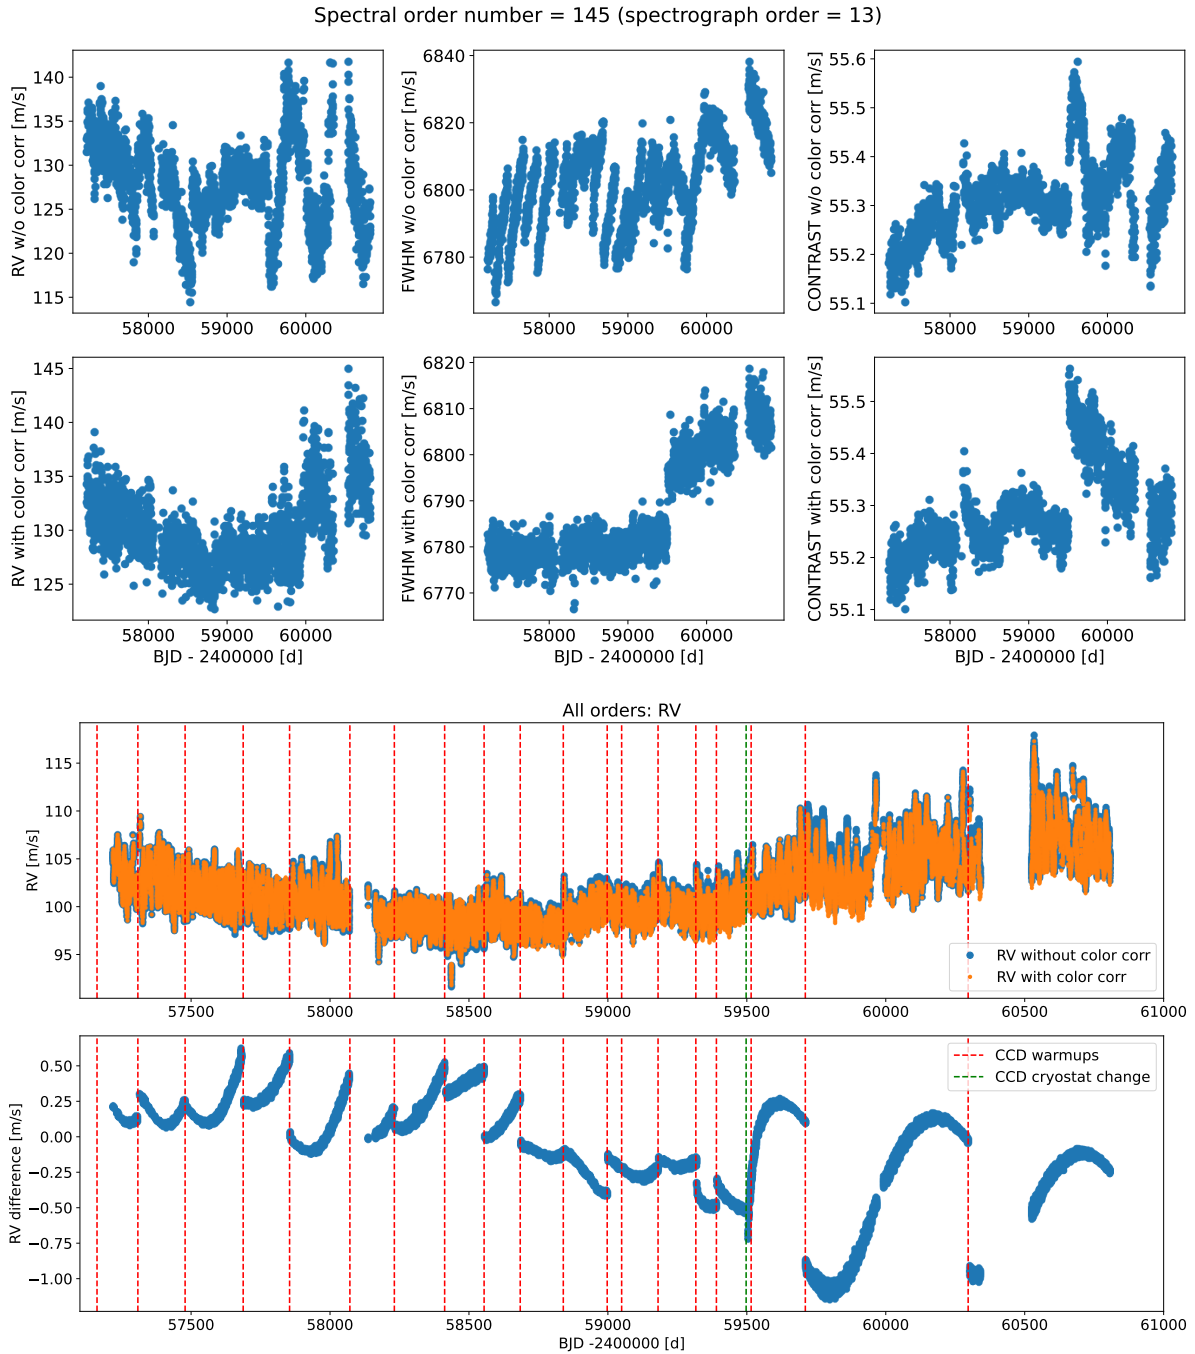 Spectral order number = 145 (spectrograph order = 13)
RV w/o color corr [m/s]
140
135
130
125
120
115
58000 59000 60000
FWHM w/o color corr [m/s]
6840
6820
6800
6780
58000 59000 60000
CONTRAST w/o color corr [m/s]
55.6
55.5
55.4
55.3
55.2
55.1
58000 59000 60000
RV with color corr [m/s]
145
140
135
130
125
58000 59000 60000
BJD - 2400000 [d]
FWHM with color corr [m/s]
6820
6810
6800
6790
6780
6770
58000 59000 60000
BJD - 2400000 [d]
CONTRAST with color corr [m/s]
55.5
55.4
55.3
55.2
55.1
58000 59000 60000
BJD - 2400000 [d]
All orders: RV
RV [m/s]
115
110
105
100
95
RV without color corr
RV with color corr
57500 58000 58500 59000 59500 60000 60500 61000
RV difference [m/s]
0.50
0.25
0.00
−0.25
−0.50
−0.75
−1.00
CCD warmups
CCD cryostat change
57500 58000 58500 59000 59500 60000 60500 61000
BJD -2400000 [d]